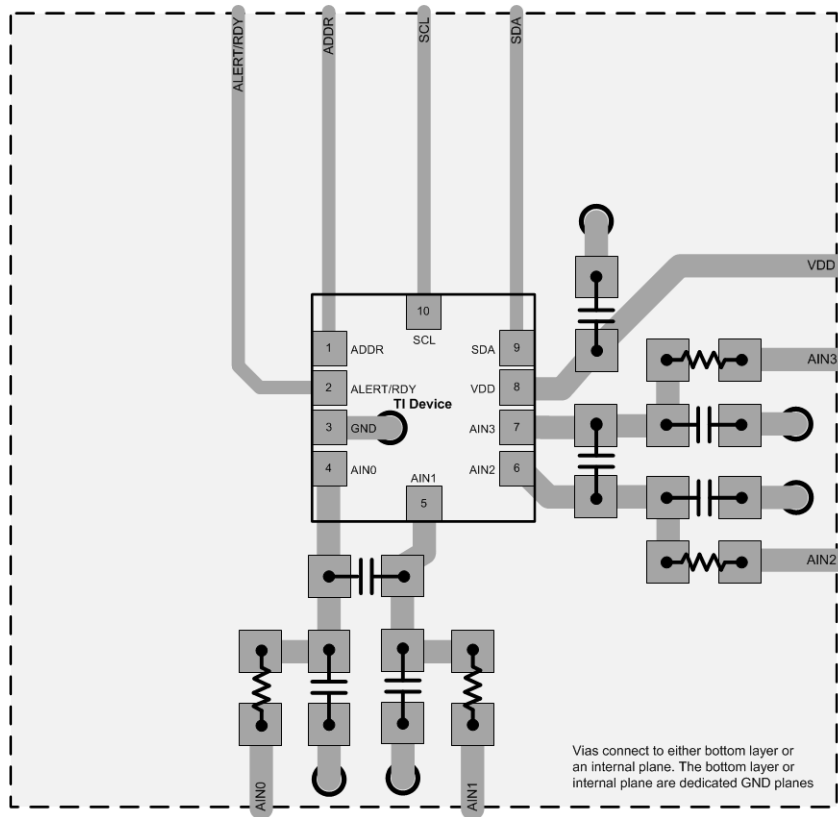 ALERT/RDY
ADDR
SCL
SDA
VDD
10
SCL
1 ADDR
SDA 9
AIN3
2 ALERT/RDY
VDD 8
TI Device
3 GND
AIN3 7
4 AIN0
AIN2 6
AIN1
5
AIN2
Vias connect to either bottom layer or
an internal plane. The bottom layer or
internal plane are dedicated GND planes
AIN0
AIN1